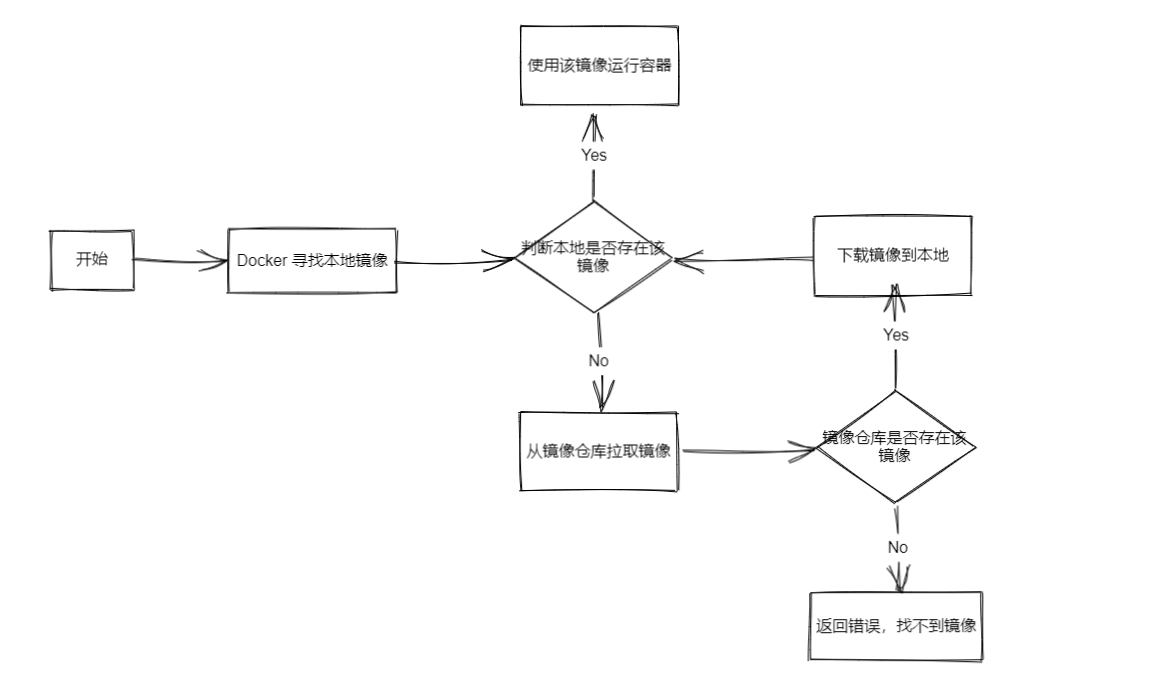 使用该镜像运行容器
Yes
开始
Docker 寻找本地镜像
判断本地是否存在该
镜像
下载镜像到本地
Yes
No
从镜像仓库拉取镜像
镜像仓库是否存在该
镜像
No
返回错误，找不到镜像